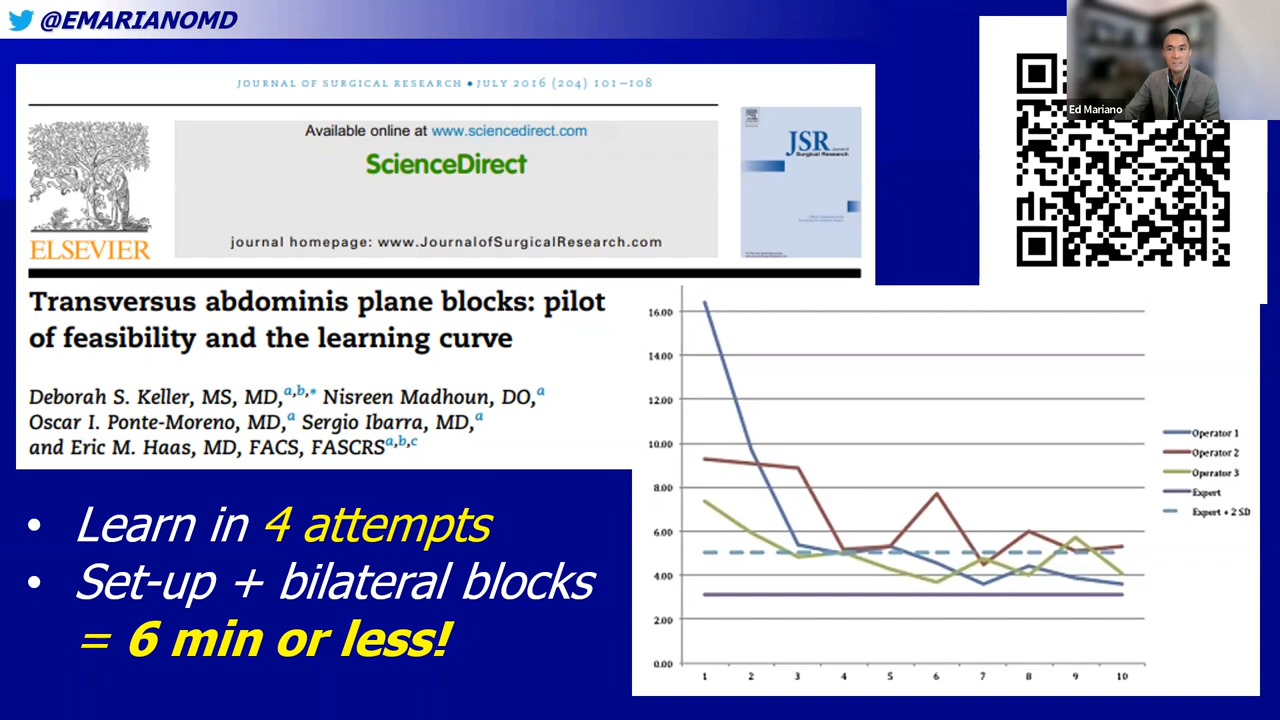 @EMARIANOMD
JOURNAL OF SURGICAL RESEARCH ● JULY 2016 (204) 101–108
Available online at www.sciencedirect.com
ScienceDirect
journal homepage: www.JournalofSurgicalResearch.com
ELSEVIER
JSR
Journal of
Surgical Research
Ed Mariano
Transversus abdominis plane blocks: pilot
of feasibility and the learning curve
Deborah S. Keller, MS, MD,a,b,* Nisreen Madhoun, DO,a
Oscar I. Ponte-Moreno, MD,a Sergio Ibarra, MD,a
and Eric M. Haas, MD, FACS, FASCRSa,b,c
• Learn in 4 attempts
• Set-up + bilateral blocks
= 6 min or less!
16.00
14.00
12.00
10.00
8.00
6.00
4.00
2.00
0.00
1 2 3 4 5 6 7 8 9 10
Operator 1
Operator 2
Operator 3
Expert
Expert + 2 SD